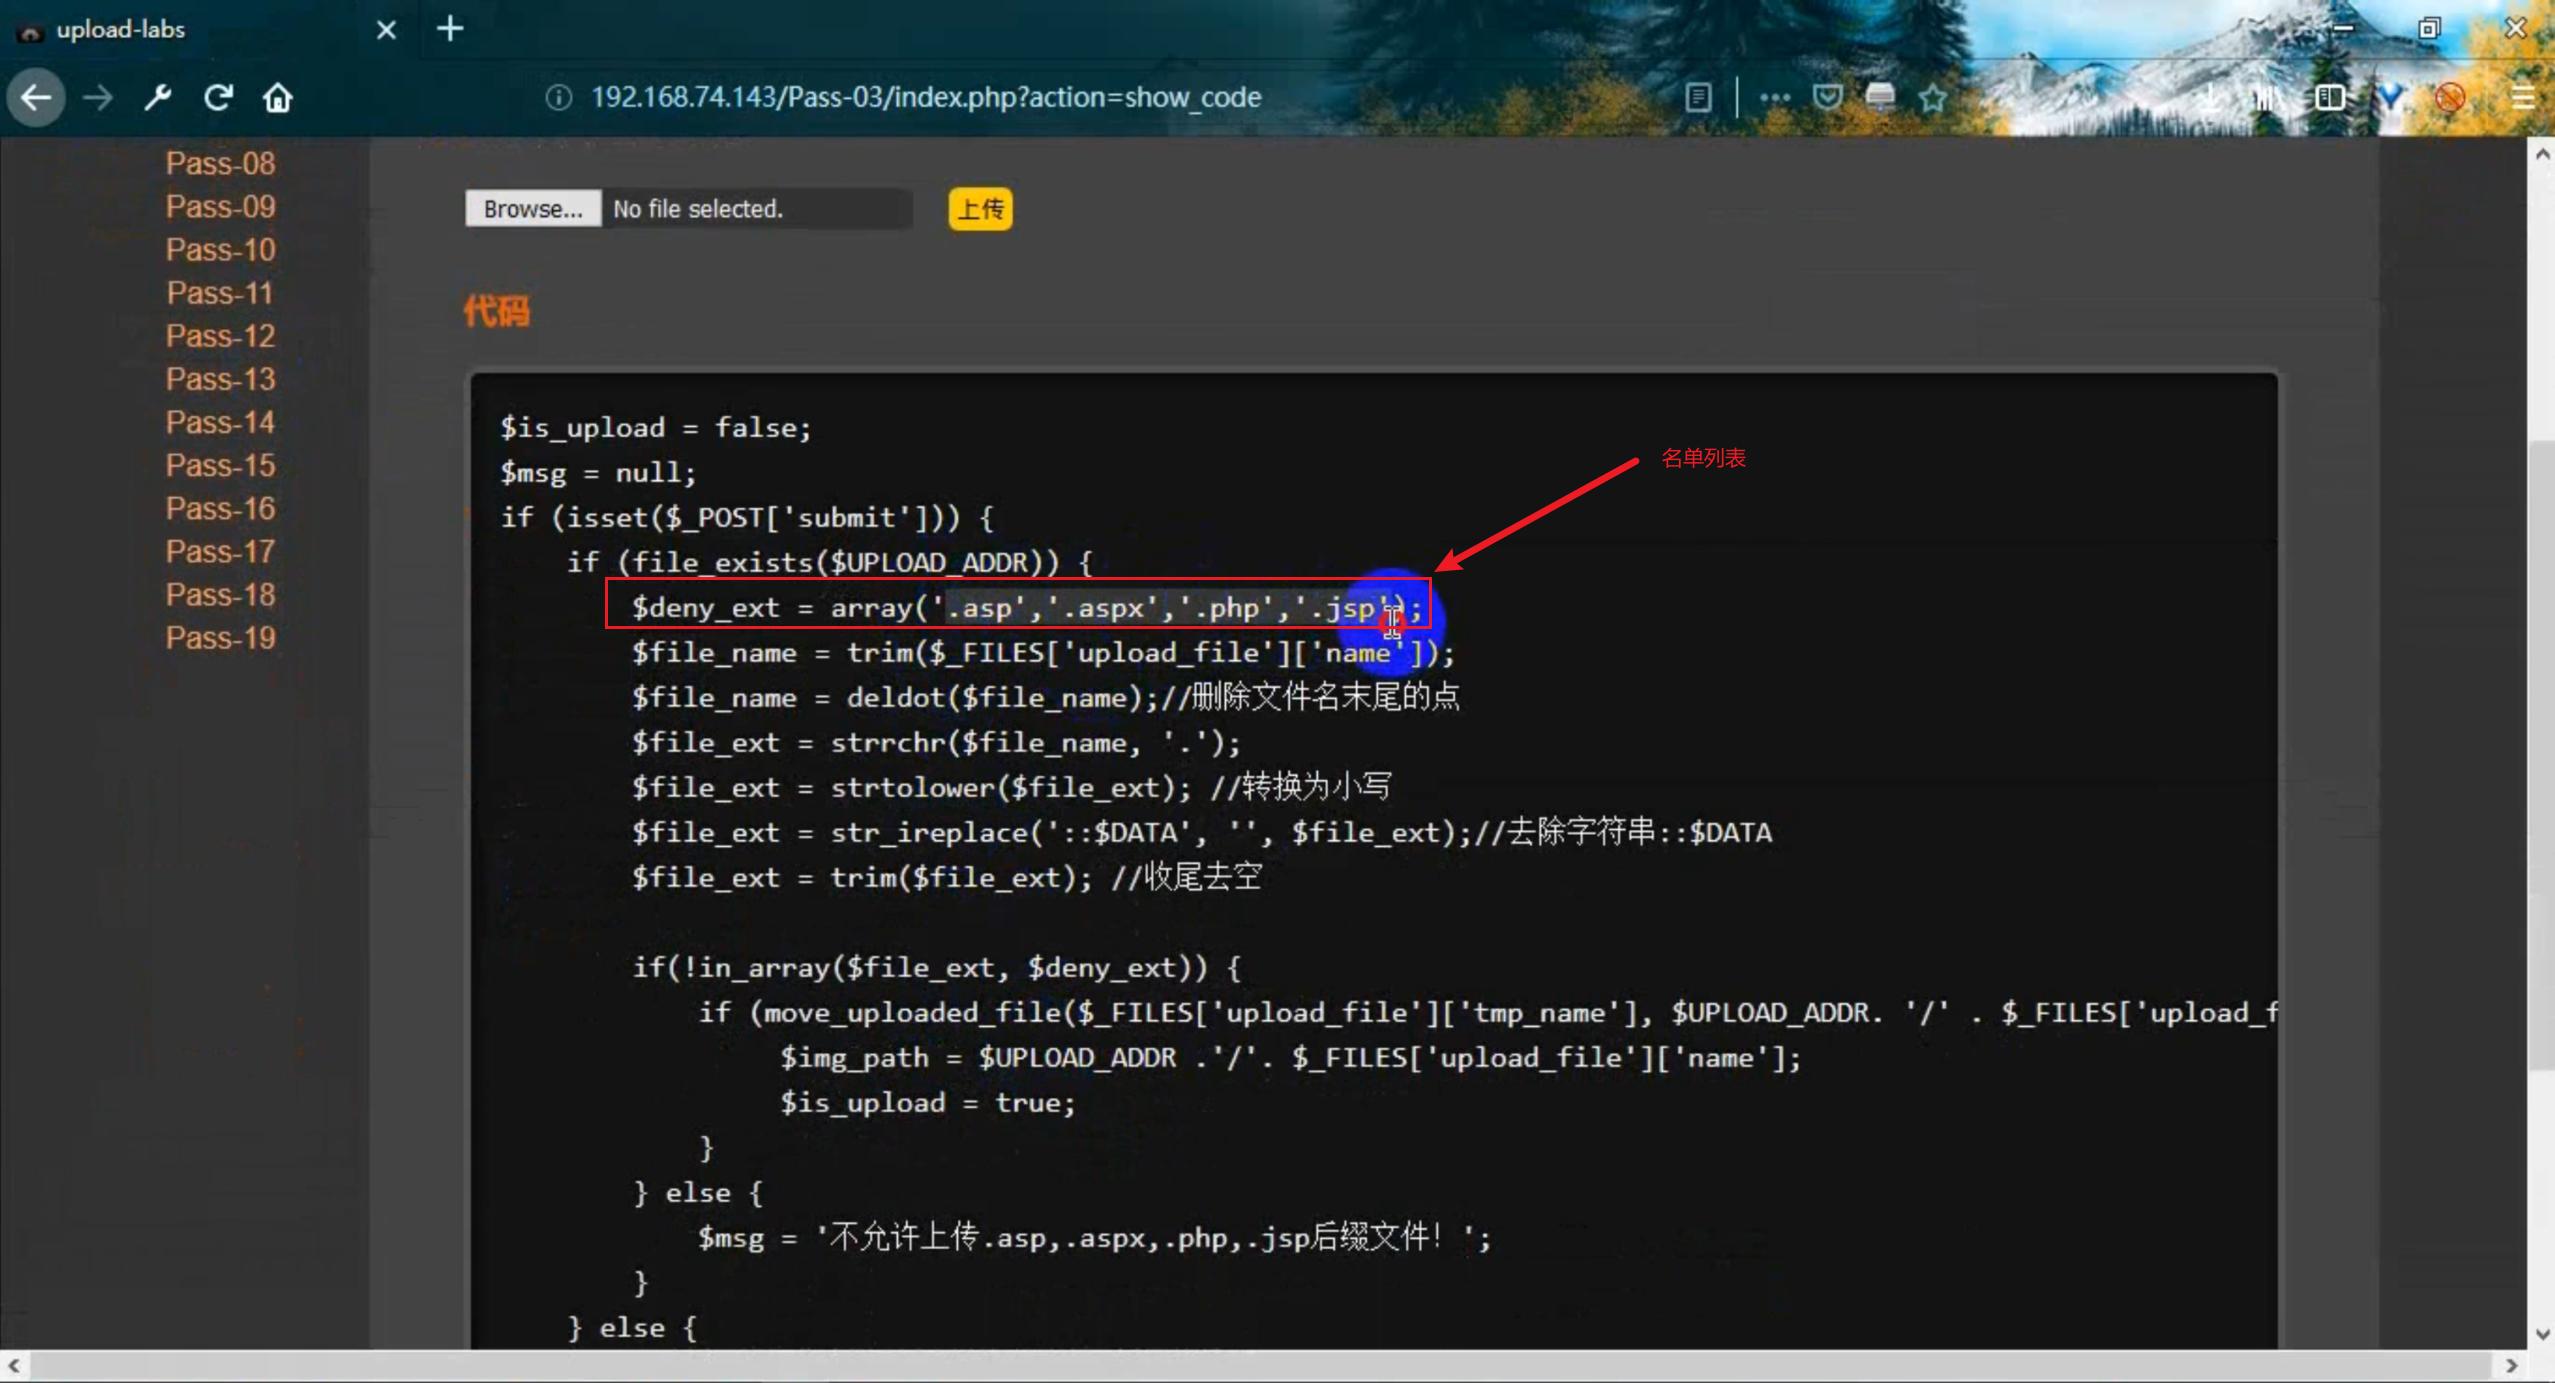 upload-labs
192.168.74.143/Pass-03/index.php?action=show_code
Pass-08
Pass-09
Pass-10
Pass-11
Pass-12
Pass-13
Pass-14
Pass-15
Pass-16
Pass-17
Pass-18
Pass-19
Browse... No file selected. 上传
代码
$is_upload = false;
$msg = null;
名单列表
if (isset($_POST['submit'])) {
if (file_exists($UPLOAD_ADDR)) {
$deny_ext = array('.asp','.aspx','.php','.jsp');
$file_name = trim($_FILES['upload_file']['name']);
$file_name = deldot($file_name);//删除文件名末尾的点
$file_ext = strrchr($file_name, '.');
$file_ext = strtolower($file_ext); //转换为小写
$file_ext = str_ireplace('::$DATA', '', $file_ext);//去除字符串::$DATA
$file_ext = trim($file_ext); //收尾去空
if(!in_array($file_ext, $deny_ext)) {
if (move_uploaded_file($_FILES['upload_file']['tmp_name'], $UPLOAD_ADDR. '/' . $_FILES['upload_f
$img_path = $UPLOAD_ADDR .'/'. $_FILES['upload_file']['name'];
$is_upload = true;
}
} else {
$msg = '不允许上传.asp,.aspx,.php,.jsp后缀文件！';
}
} else {